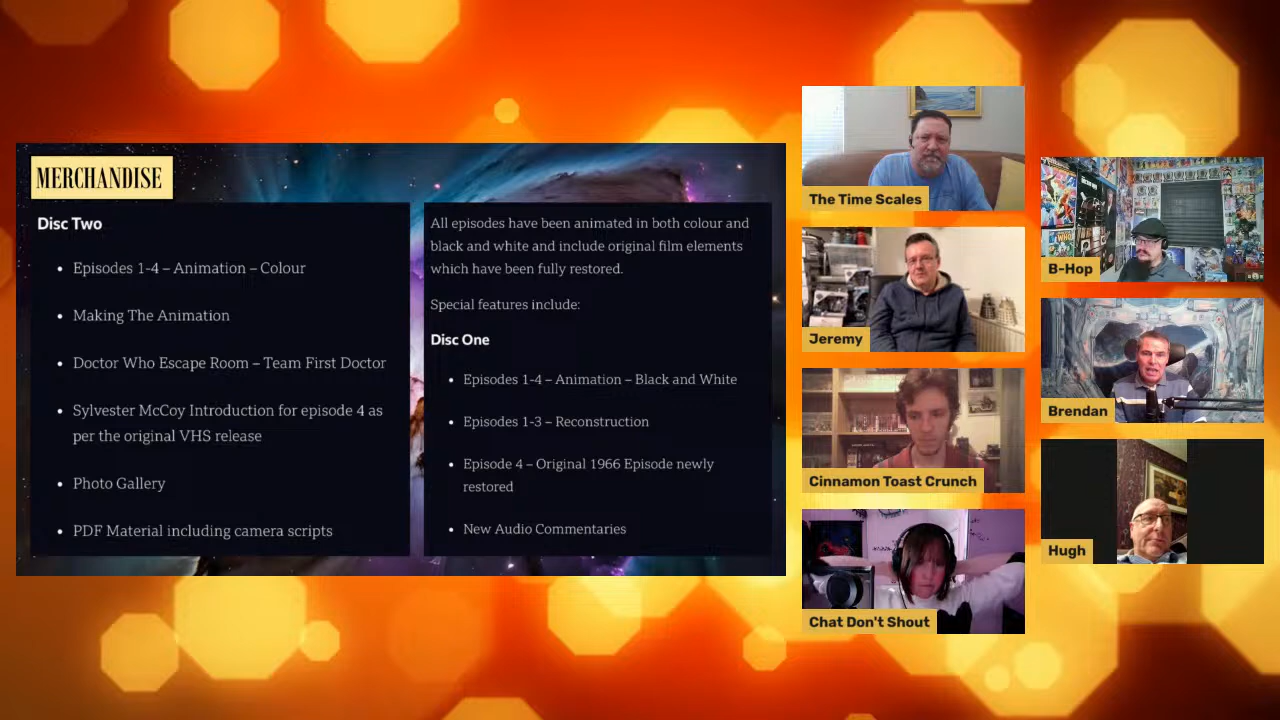 MERCHANDISE
Disc Two
• Episodes 1-4 – Animation – Colour
• Making The Animation
• Doctor Who Escape Room – Team First Doctor
• Sylvester McCoy Introduction for episode 4 as
per the original VHS release
• Photo Gallery
• PDF Material including camera scripts
All episodes have been animated in both colour and
black and white and include original film elements
which have been fully restored.
Special features include:
Disc One
• Episodes 1-4 – Animation – Black and White
• Episodes 1-3 – Reconstruction
• Episode 4 – Original 1966 Episode newly
restored
• New Audio Commentaries
The Time Scales
Jeremy
Cinnamon Toast Crunch
Chat Don't Shout
B-Hop
Brendan
Hugh